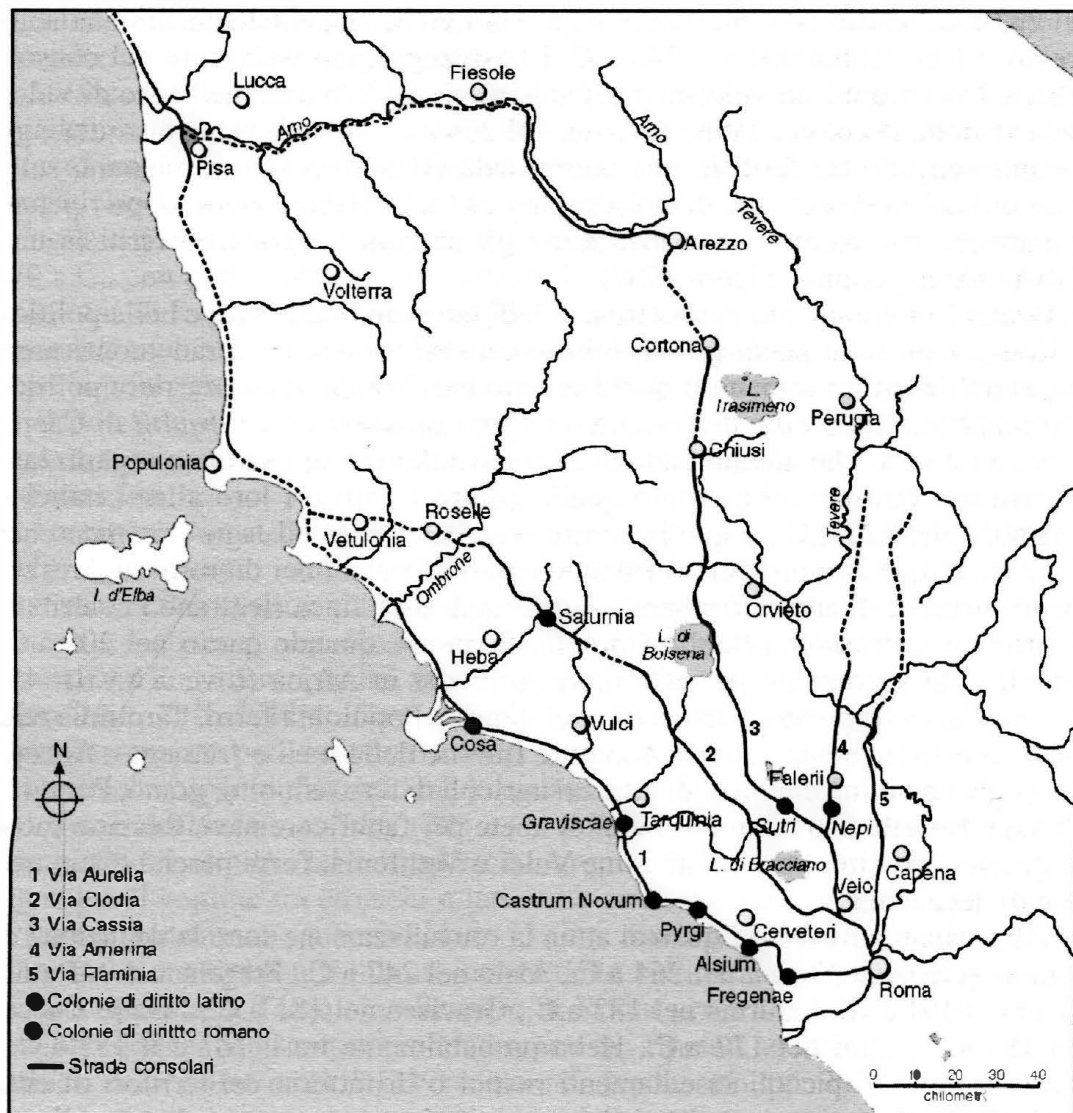 Lucca
Fiesole
Arno
Arno
Pisa
Tevere
Arezzo
Volterra
Cortona
L.
Trasimeno
Perugia
Chiusi
Populonia
Tevere
Roselle
Vetulonia
Ombrone
I. d'Elba
Orvieto
Saturnia
L. di
Bolsena
Heba
Vulci
Cosa
N
2
3
4
5
Falerii
Graviscae
Tarquinia
Sutri
Nepi
1
L. di Bracciano
Veio
Capena
Castrum Novum
Pyrgi
Cerveteri
Alsium
Fregenae
Roma
1 Via Aurelia
2 Via Clodia
3 Via Cassia
4 Via Amerina
5 Via Flaminia
Colonie di diritto latino
Colonie di dirittto romano
Strade consolari
0 10 20 30 40
chilometri